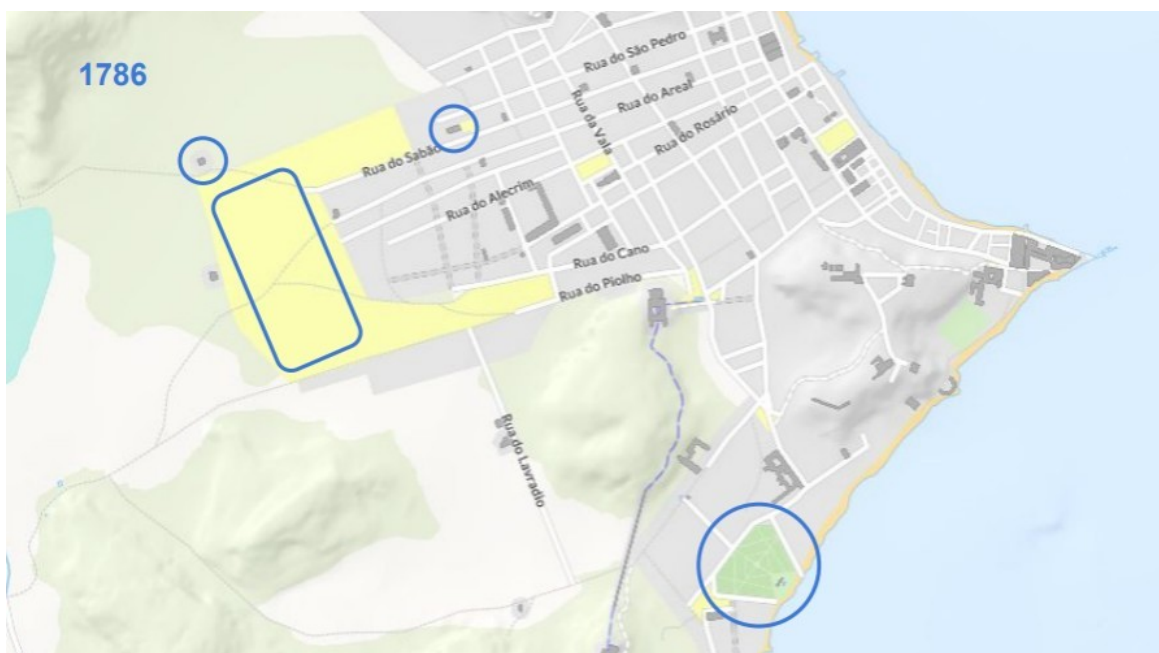 1786
Rua do São Pedro
Rua do Areal
Rua da Vala
Rua do Rosário
Rua do Sabão
Rua do Alecrim
Rua do Cano
Rua do Piolho
Rua do Lavradio